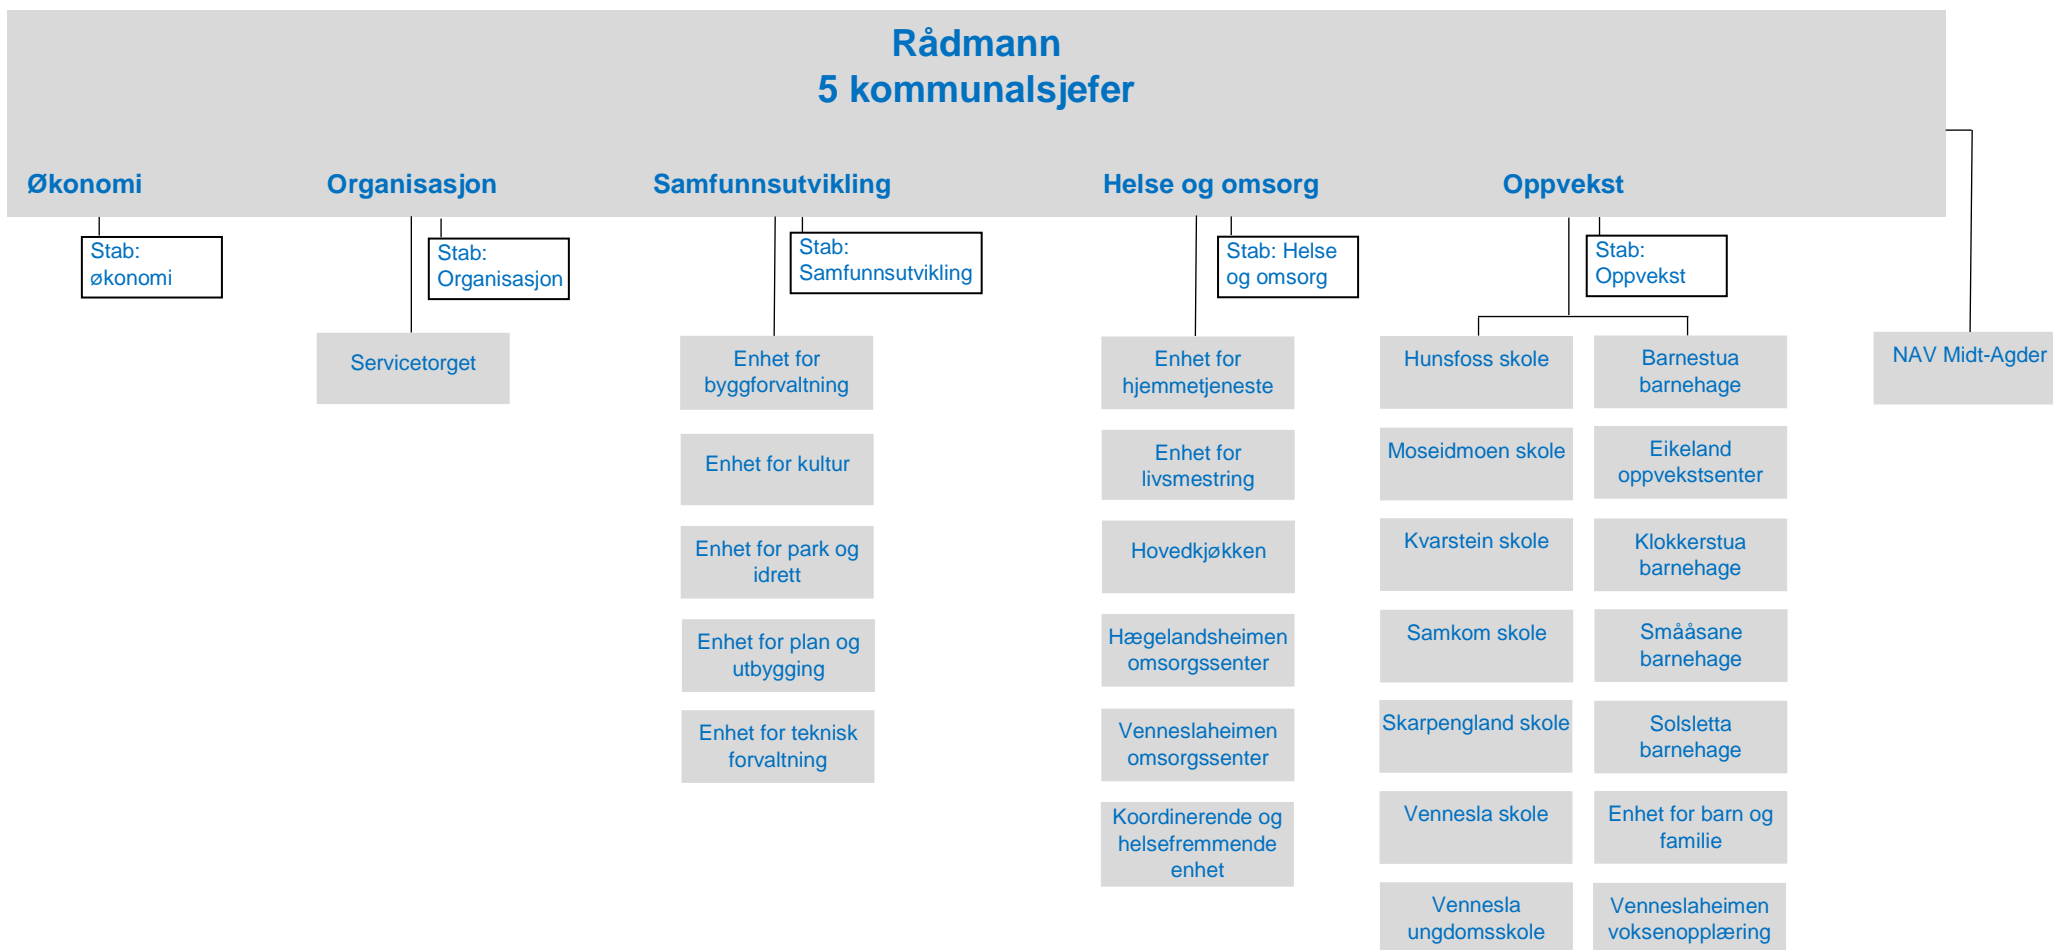 Rådmann
5 kommunalsjefer
Økonomi
Organisasjon
Samfunnsutvikling
Helse og omsorg
Oppvekst
Stab:
økonomi
Stab:
Organisasjon
Stab:
Samfunnsutvikling
Stab: Helse
og omsorg
Stab:
Oppvekst
Servicetorget
Enhet for
byggforvaltning
Enhet for kultur
Enhet for park og
idrett
Enhet for plan og
utbygging
Enhet for teknisk
forvaltning
Enhet for
hjemmetjeneste
Enhet for
livsmestring
Hovedkjøkken
Hægelandsheimen
omsorgssenter
Venneslaheimen
omsorgssenter
Koordinerende og
helsefremmende
enhet
Hunsfoss skole
Moseidmoen skole
Kvarstein skole
Samkom skole
Skarpengland skole
Vennesla skole
Vennesla
ungdomsskole
Barnestua
barnehage
Eikeland
oppvekstsenter
Klokkerstua
barnehage
Smååsane
barnehage
Solsletta
barnehage
Enhet for barn og
familie
Venneslaheimen
voksenopplæring
NAV Midt-Agder